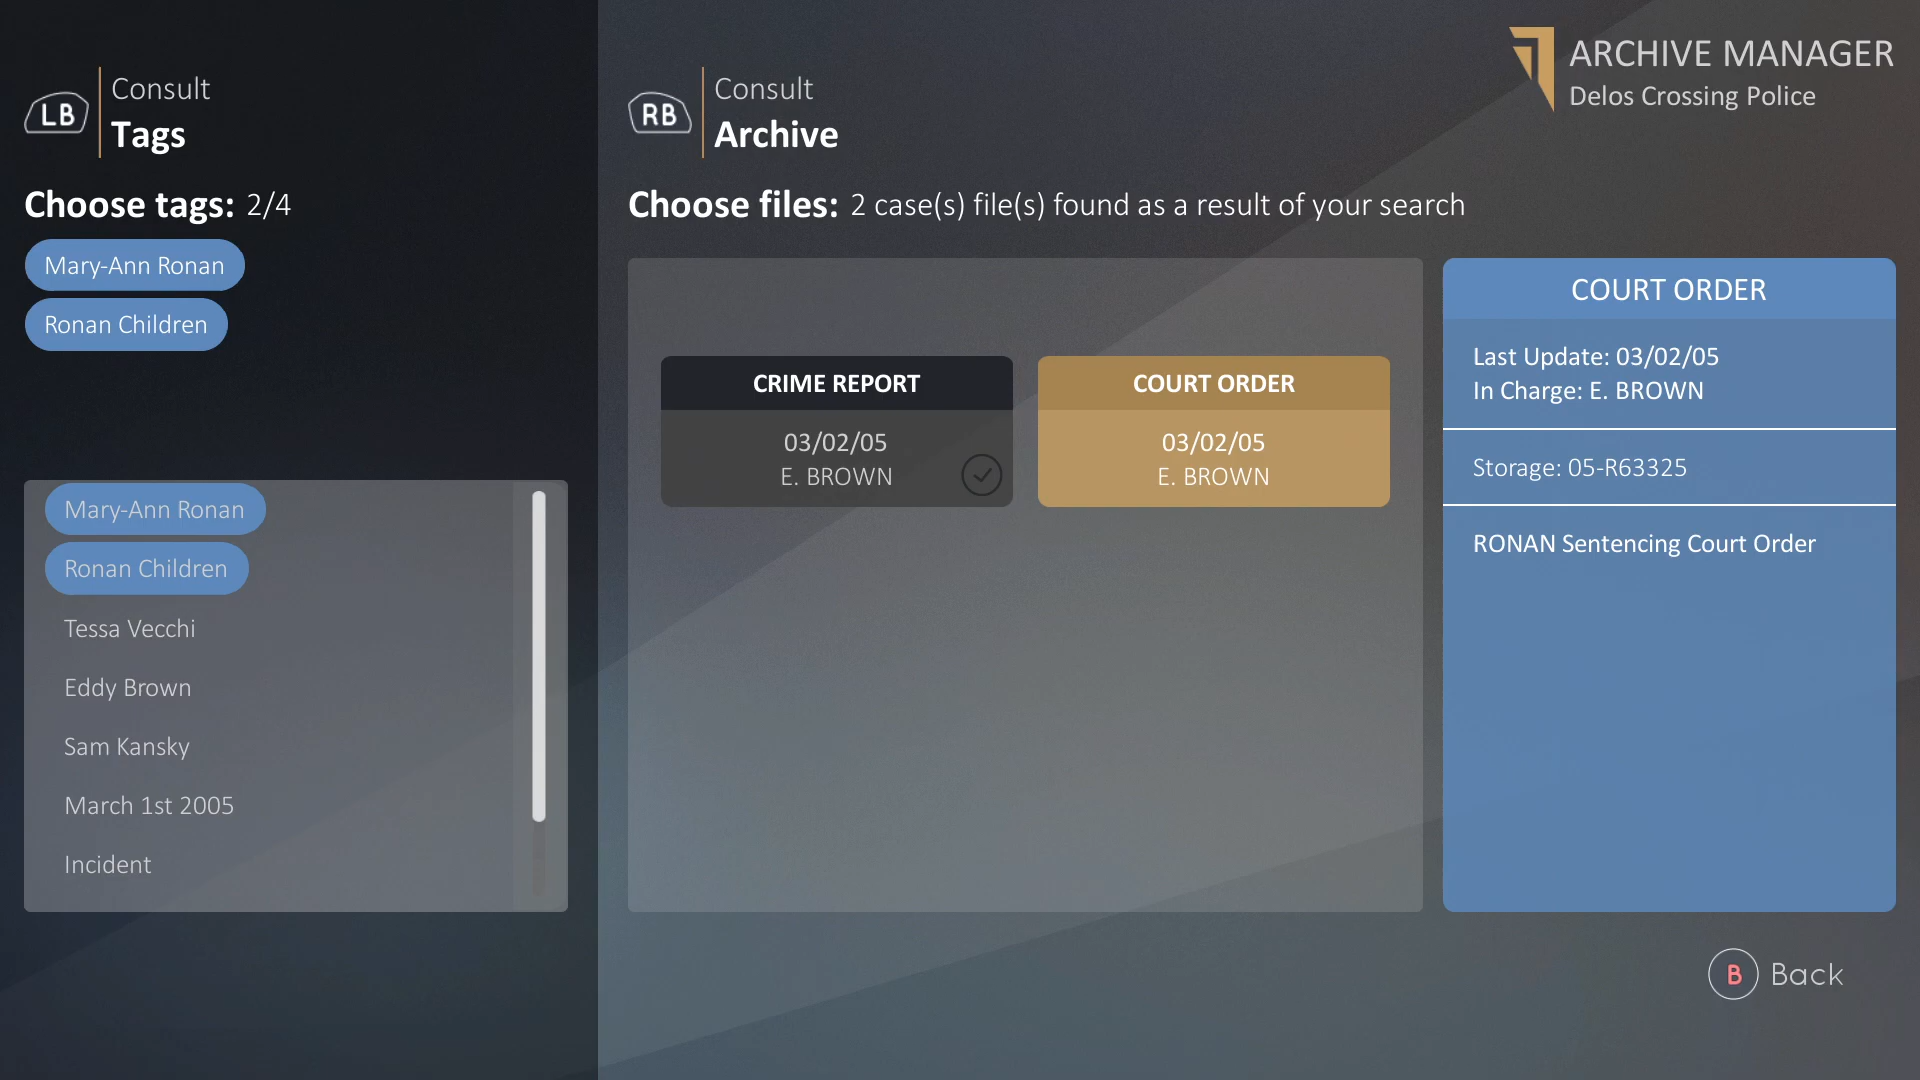 LB
Consult
Tags
Choose tags: 2/4
Mary-Ann Ronan
Ronan Children
Mary-Ann Ronan
Ronan Children
Tessa Vecchi
Eddy Brown
Sam Kansky
March 1st 2005
Incident
RB
Consult
Archive
Choose files: 2 case(s) file(s) found as a result of your search
CRIME REPORT
03/02/05
E. BROWN
COURT ORDER
03/02/05
E. BROWN
ARCHIVE MANAGER
Delos Crossing Police
COURT ORDER
Last Update: 03/02/05
In Charge: E. BROWN
Storage: 05-R63325
RONAN Sentencing Court Order
B Back